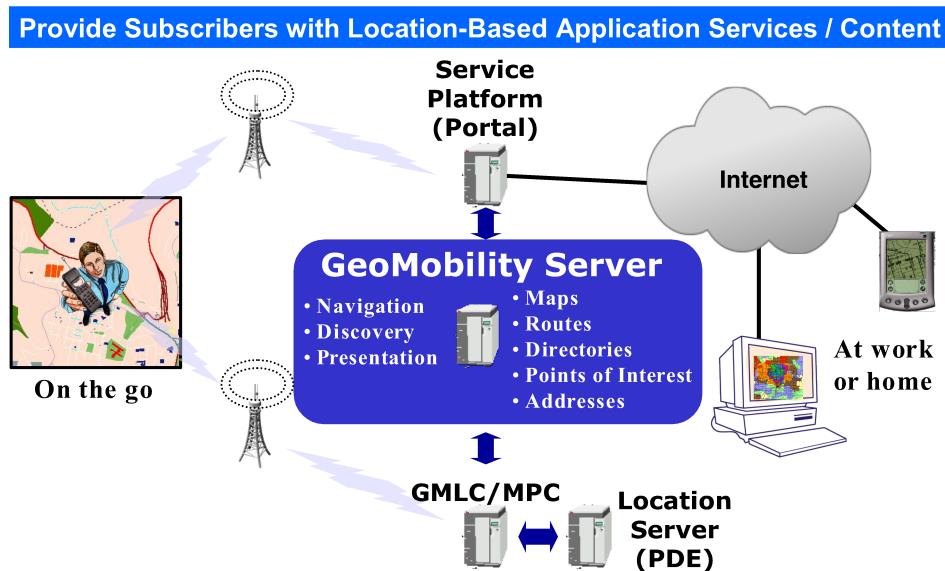 Provide Subscribers with Location-Based Application Services / Content
Service
Platform
(Portal)
Internet
GeoMobility Server
• Navigation
• Discovery
• Presentation
• Maps
• Routes
• Directories
• Points of Interest
• Addresses
On the go
At work
or home
GMLC/MPC
Location
Server
(PDE)